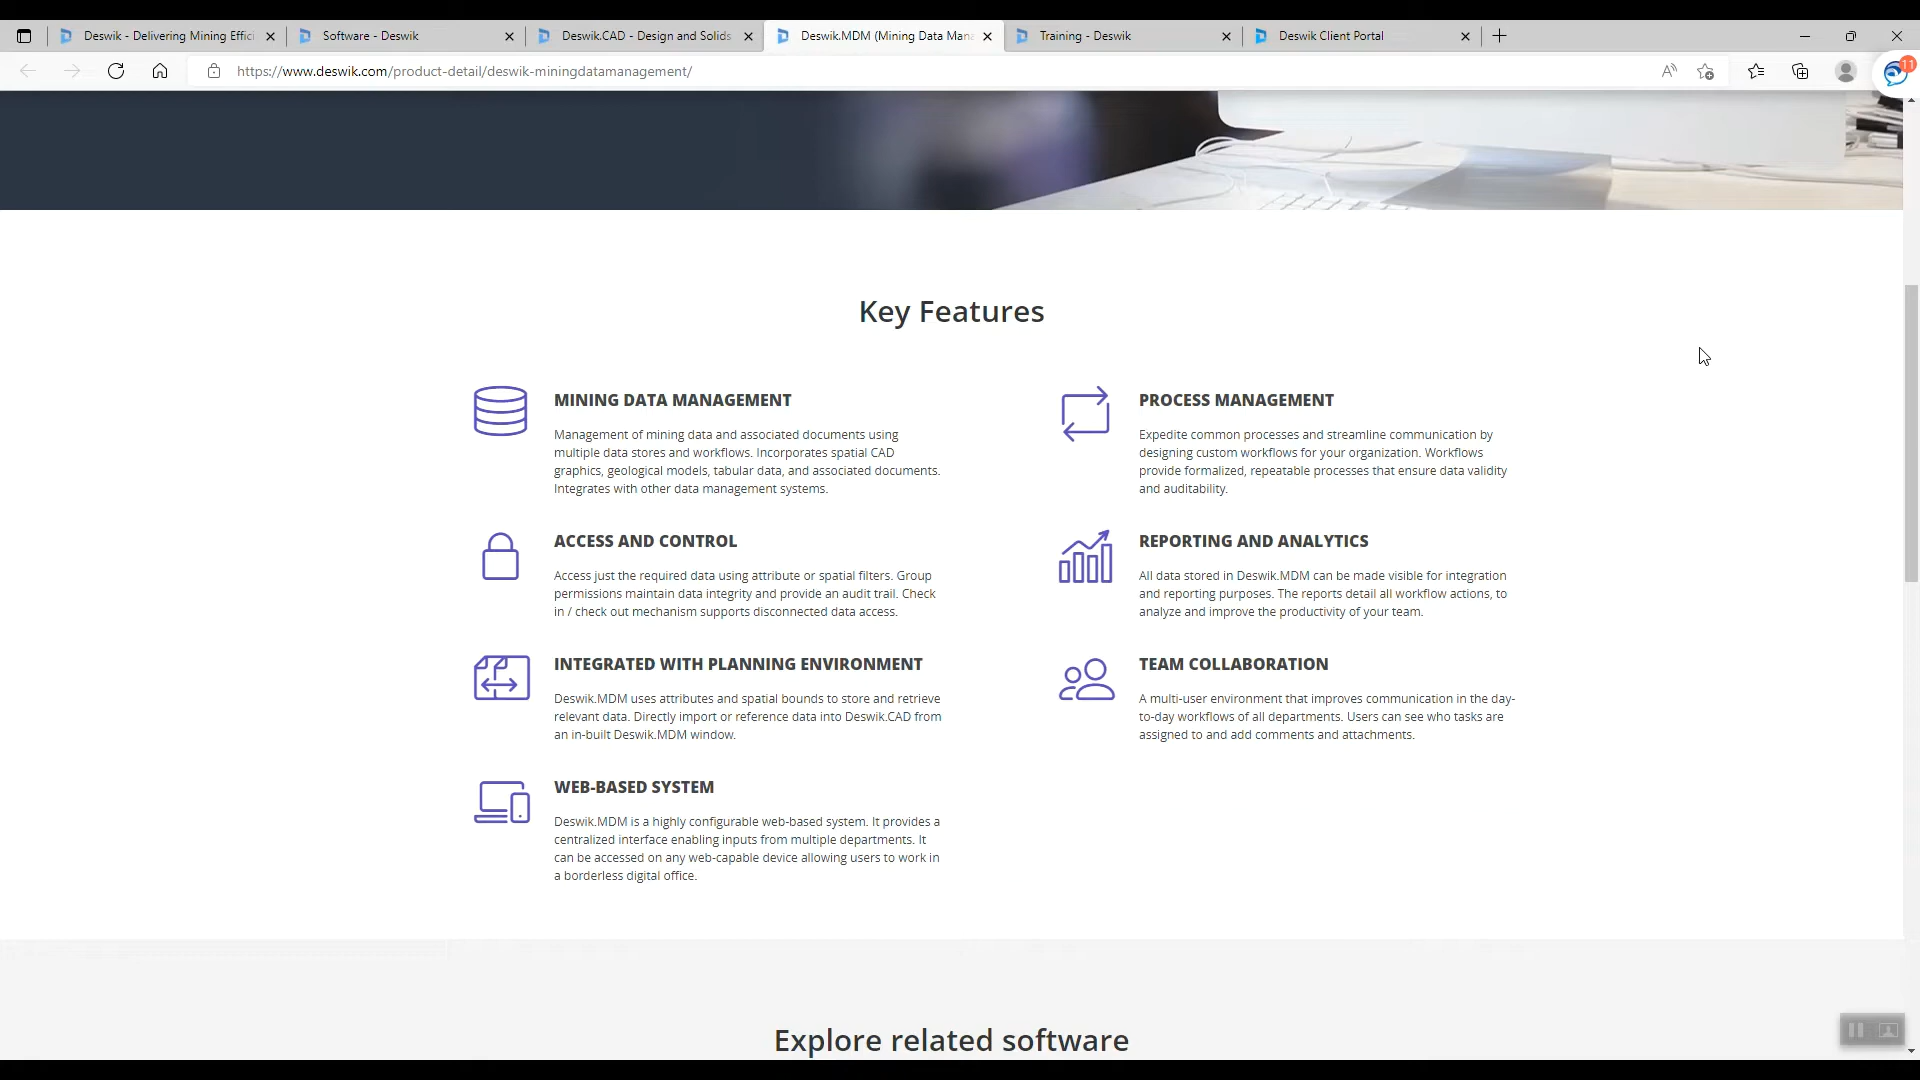 Deswik - Delivering Mining Effici
Software - Deswik
Deswik.CAD - Design and Solids
Deswik.MDM (Mining Data Mana
Training - Deswik
Deswik Client Portal
https://www.deswik.com/product-detail/deswik-miningdatamanagement/
11
Key Features
MINING DATA MANAGEMENT
Management of mining data and associated documents using
multiple data stores and workflows. Incorporates spatial CAD
graphics, geological models, tabular data, and associated documents.
Integrates with other data management systems.
PROCESS MANAGEMENT
Expedite common processes and streamline communication by
designing custom workflows for your organization. Workflows
provide formalized, repeatable processes that ensure data validity
and auditability.
ACCESS AND CONTROL
Access just the required data using attribute or spatial filters. Group
permissions maintain data integrity and provide an audit trail. Check
in / check out mechanism supports disconnected data access.
REPORTING AND ANALYTICS
All data stored in Deswik.MDM can be made visible for integration
and reporting purposes. The reports detail all workflow actions, to
analyze and improve the productivity of your team.
INTEGRATED WITH PLANNING ENVIRONMENT
Deswik.MDM uses attributes and spatial bounds to store and retrieve
relevant data. Directly import or reference data into Deswik.CAD from
an in-built Deswik.MDM window.
TEAM COLLABORATION
A multi-user environment that improves communication in the day-
to-day workflows of all departments. Users can see who tasks are
assigned to and add comments and attachments.
WEB-BASED SYSTEM
Deswik.MDM is a highly configurable web-based system. It provides a
centralized interface enabling inputs from multiple departments. It
can be accessed on any web-capable device allowing users to work in
a borderless digital office.
Explore related software